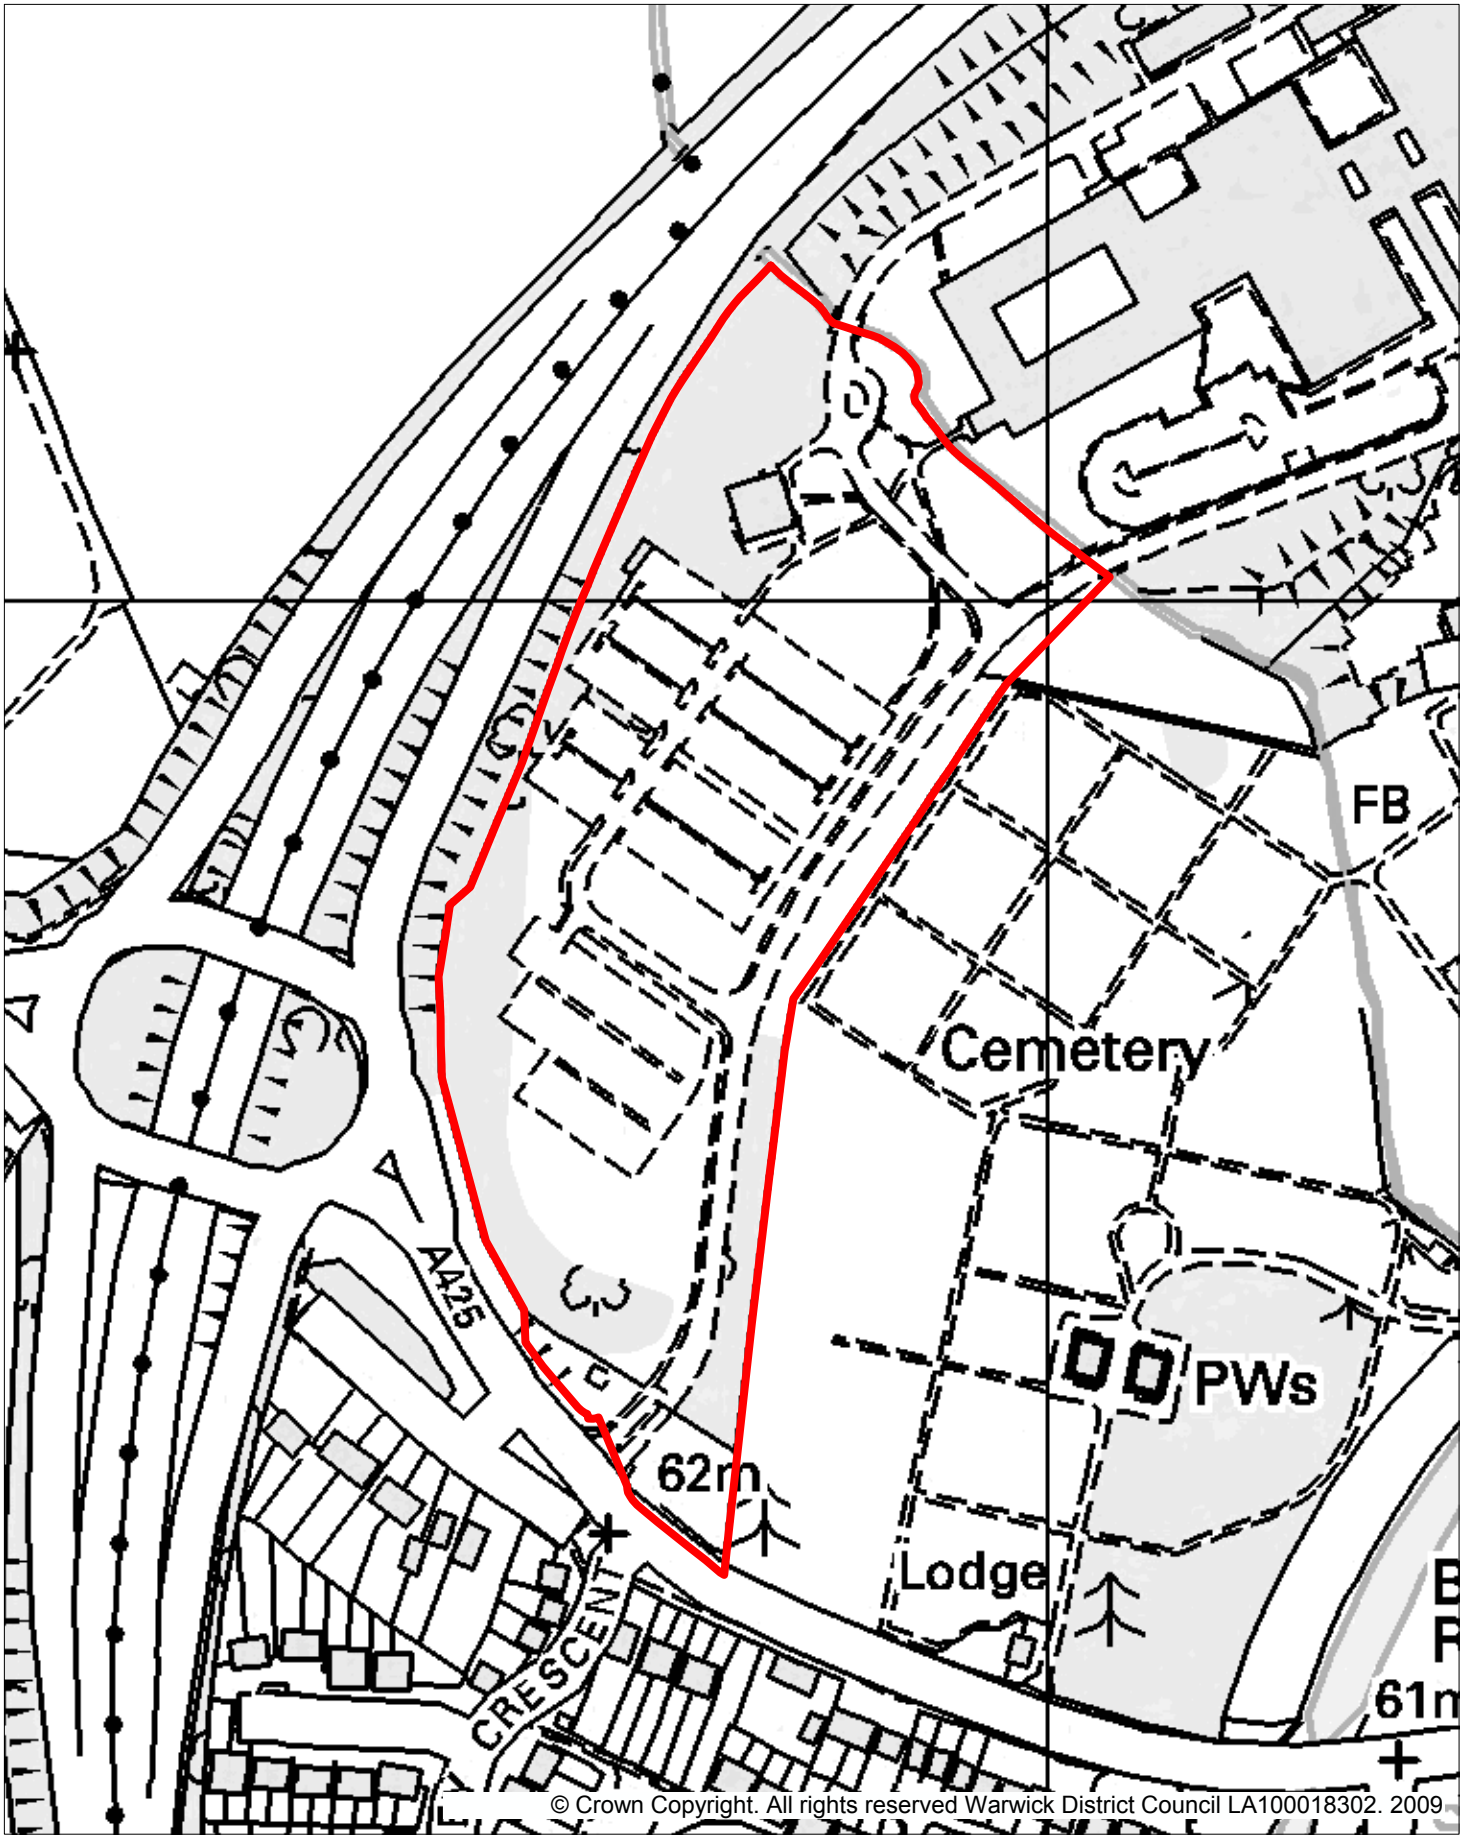 FB
Cemetery
A425
PWs
62m
Lodge
CRESCENT
B
R
61m
© Crown Copyright. All rights reserved Warwick District Council LA100018302. 2009